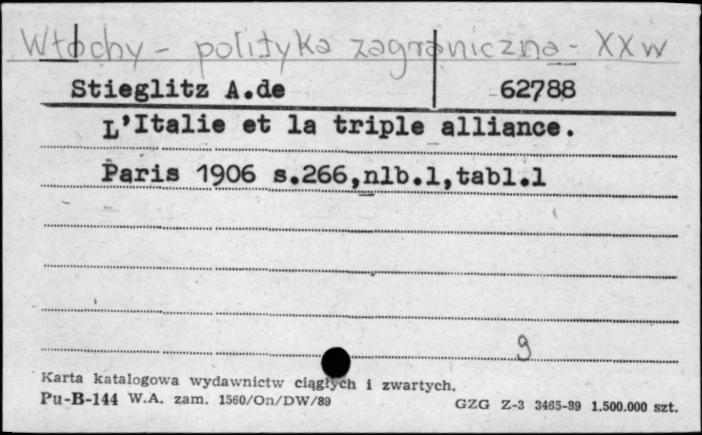 Włochy - polityka zagraniczna - XX w
Stieglitz A.de 62788
L'Italie et la triple alliance.
Paris 1906 s.266,nlb.1,tabl.1
9
Karta katalogowa wydawnictw ciągłych i zwartych.
Pu-B-144 W.A. zam. 1560/On/DW/89 GZG Z-3 3465-89 1.500.000 szt.